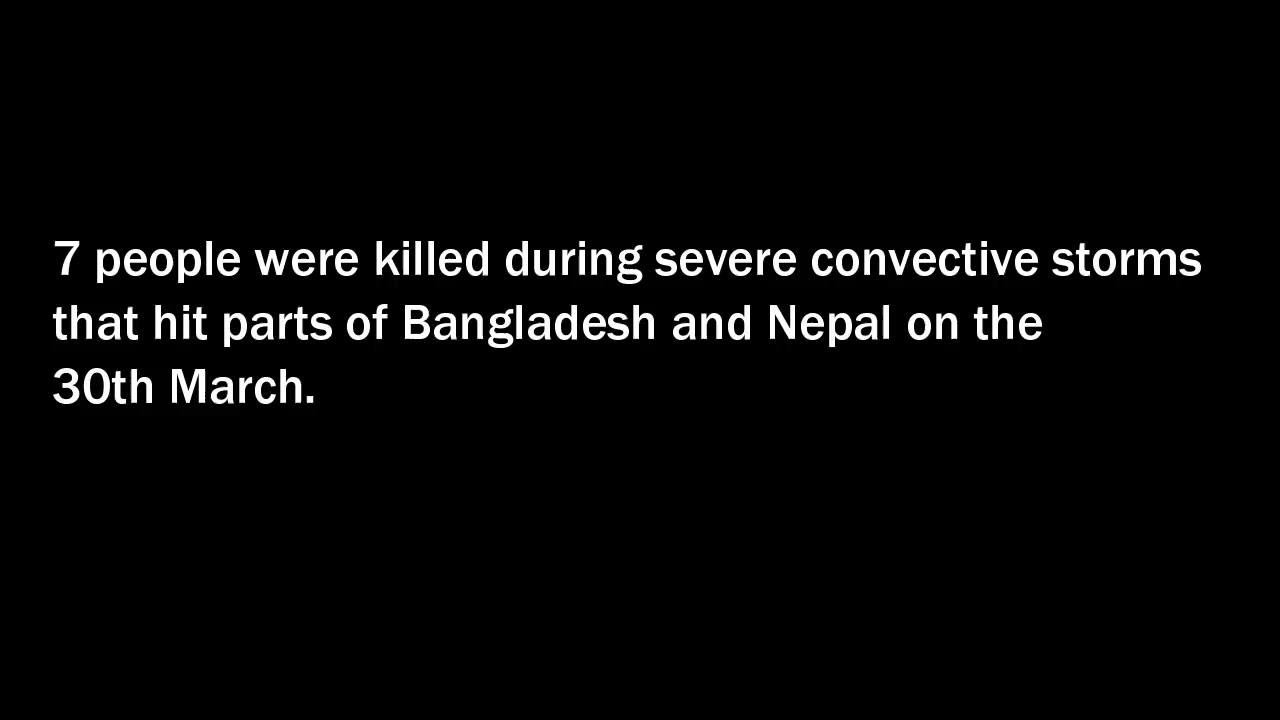 7 people were killed during severe convective storms
that hit parts of Bangladesh and Nepal on the
30th March.